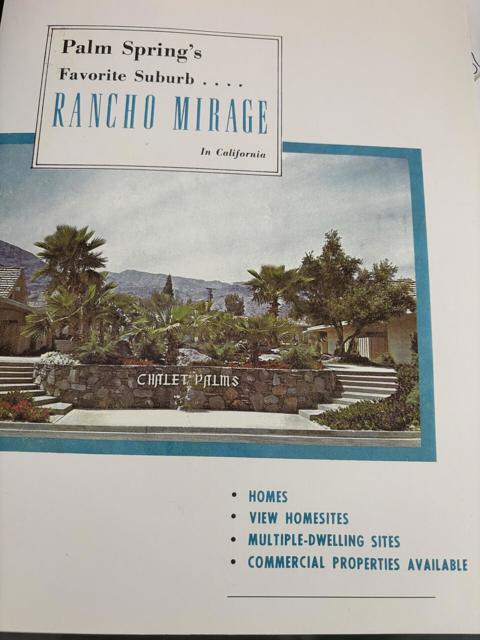 Palm Spring's
Favorite Suburb ....
RANCHO MIRAGE
In California
CHALET PALMS
• HOMES
• VIEW HOMESITES
• MULTIPLE-DWELLING SITES
• COMMERCIAL PROPERTIES AVAILABLE